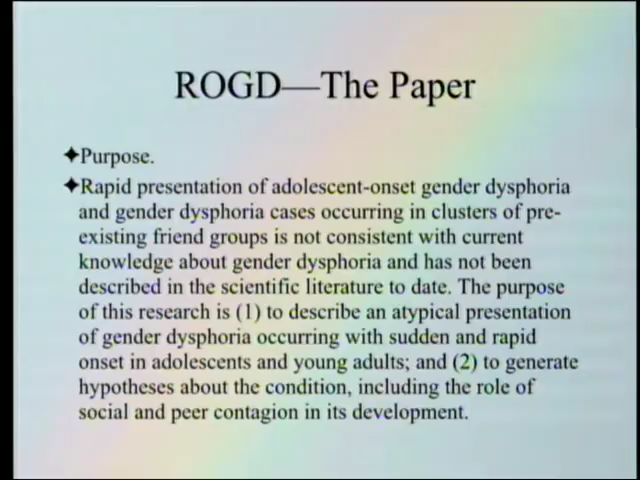 ROGD—The Paper
✦Purpose.
✦Rapid presentation of adolescent-onset gender dysphoria
and gender dysphoria cases occurring in clusters of pre-
existing friend groups is not consistent with current
knowledge about gender dysphoria and has not been
described in the scientific literature to date. The purpose
of this research is (1) to describe an atypical presentation
of gender dysphoria occurring with sudden and rapid
onset in adolescents and young adults; and (2) to generate
hypotheses about the condition, including the role of
social and peer contagion in its development.